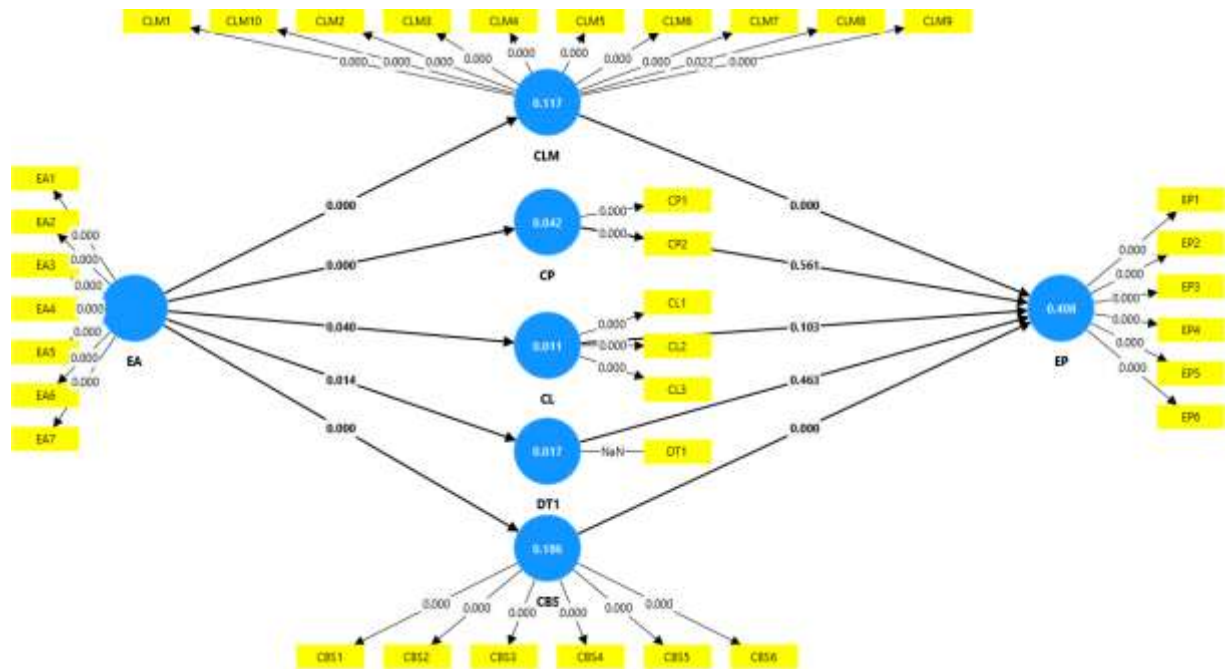 CLM1 CLM10 CLM2 CLM3 CLM4 CLM5 CLM6 CLM7 CLM8 CLM9
0.000 0.000 0.000 0.000 0.000 0.000 0.000 0.000 0.022 0.000
0.117
CLM
EA1
EA2
EA3
EA4
EA5
EA6
EA7
0.000
0.000
0.000
0.000
0.000
0.000
0.000
EA
0.000
0.000
0.040
0.014
0.000
0.042
CP
0.000 CP1
0.000 CP2
0.011
CL
0.000 CL1
0.000 CL2
0.000 CL3
0.017
DT1
NaN DT1
0.186
CBS
0.000 0.000 0.000 0.000 0.000 0.000
CBS1 CBS2 CBS3 CBS4 CBS5 CBS6
0.000
0.561
0.103
0.463
0.000
0.408
EP
0.000 EP1
0.000 EP2
0.000 EP3
0.000 EP4
0.000 EP5
0.000 EP6